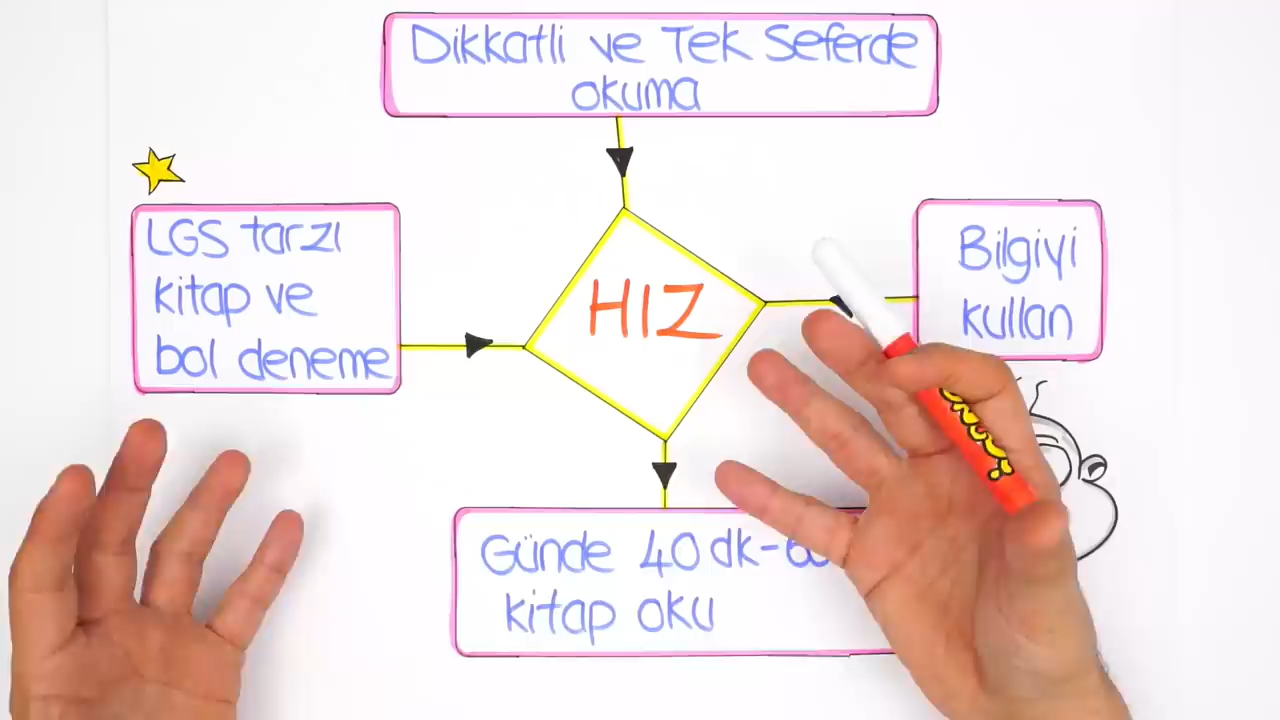 Dikkatli ve Tek Seferde
okuma
LGS tarzı
kitap ve
bol deneme
HIZ
Bilgiyi
kullan
Günde 40 dk-
kitap oku